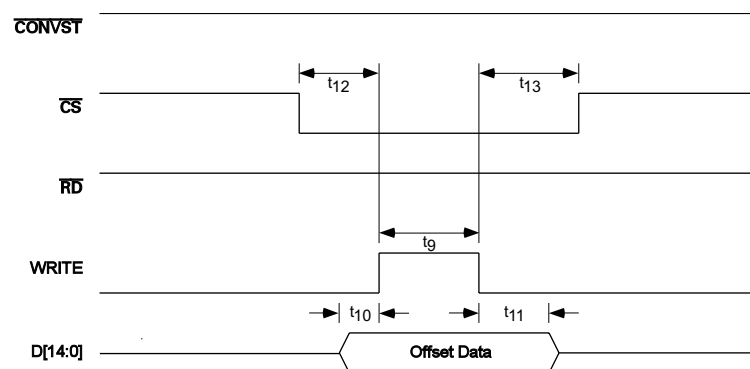 CONVST
t12
t13
CS
RD
t9
WRITE
t10
t11
D[14:0]
Offset Data